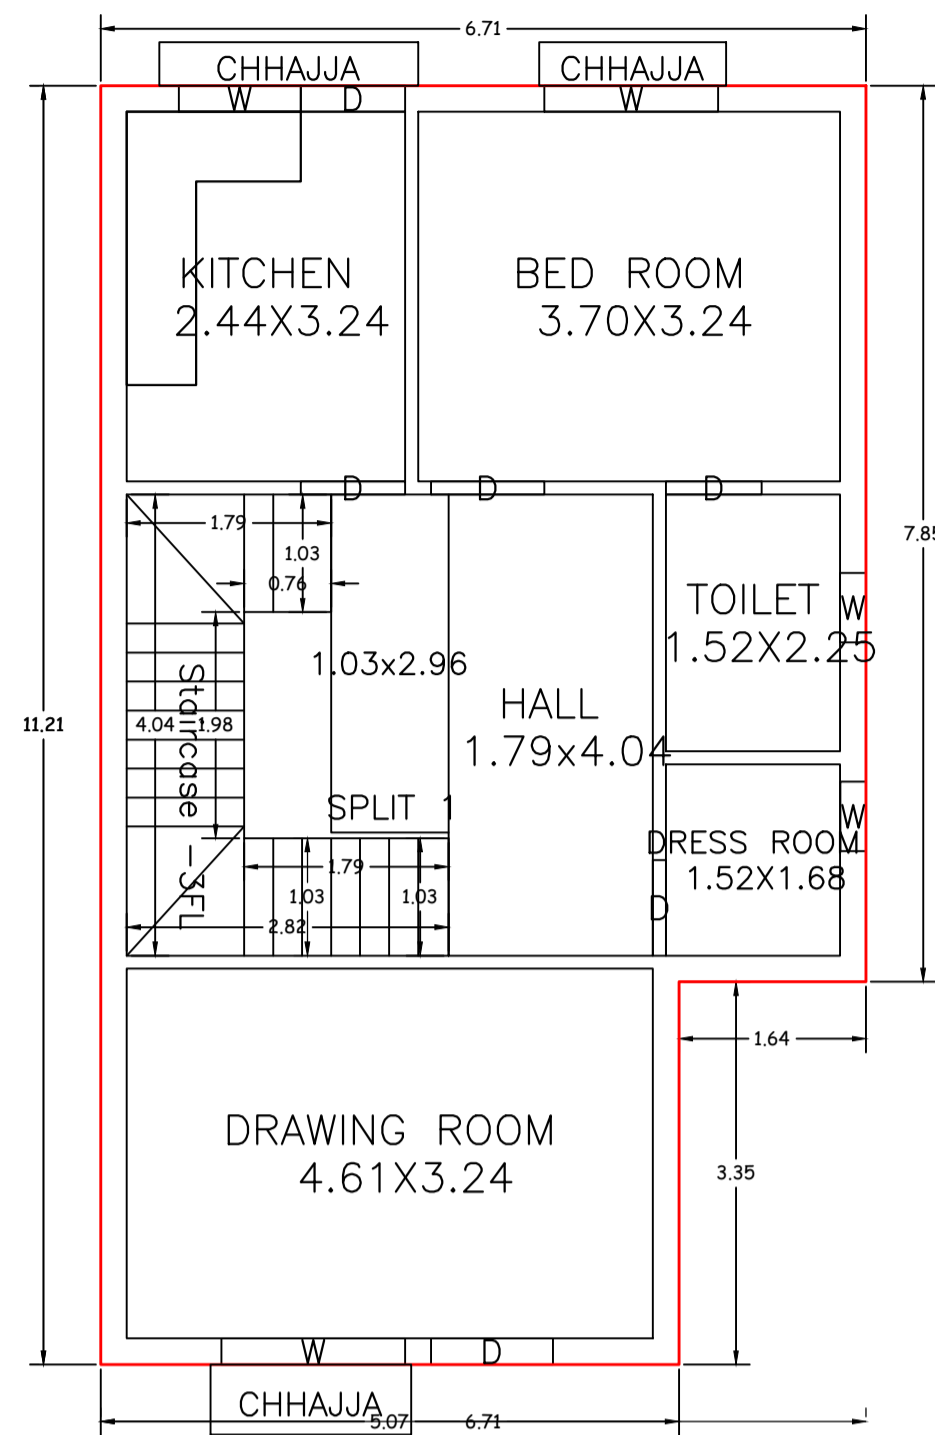 6.71
CHHAJJA
CHHAJJA
W
D
W
KITCHEN
2.44X3.24
BED ROOM
3.70X3.24
D
D
D
1.79
1.03
0.76
7.85
TOILET
1.52X2.25
W
1.03x2.96
HALL
1.79x4.04
11.21
4.04
1.98
Staircase -3FL
SPLIT 1
W
DRESS ROOM
1.52X1.68
1.79
1.03
1.03
D
2.82
1.64
DRAWING ROOM
4.61X3.24
3.35
W
D
CHHAJJA
5.07
6.71